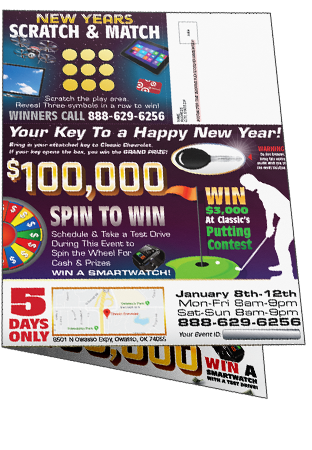 NEW YEARS
SCRATCH & MATCH
Scratch the play area.
Reveal Three symbols in a row to win!
WINNERS CALL 888-629-6256
Your Key To a Happy New Year!
Bring in your attached key to Classic Chevrolet.
If your key opens the box, you win the GRAND PRIZE!
WARNING
$100,000
WIN
$3,000
At Classic's
Putting
Contest
SPIN TO WIN
Schedule & Take a Test Drive
During This Event to
Spin the Wheel For
Cash & Prizes
WIN A SMARTWATCH!
5
DAYS
ONLY
8501 N Owasso Expy, Owasso, OK 74055
January 8th-12th
Mon-Fri 9am-9pm
Sat-Sun 9am-9pm
888-629-6256
Your Event ID:
WIN A
SMARTWATCH
WITH A TEST DRIVE!